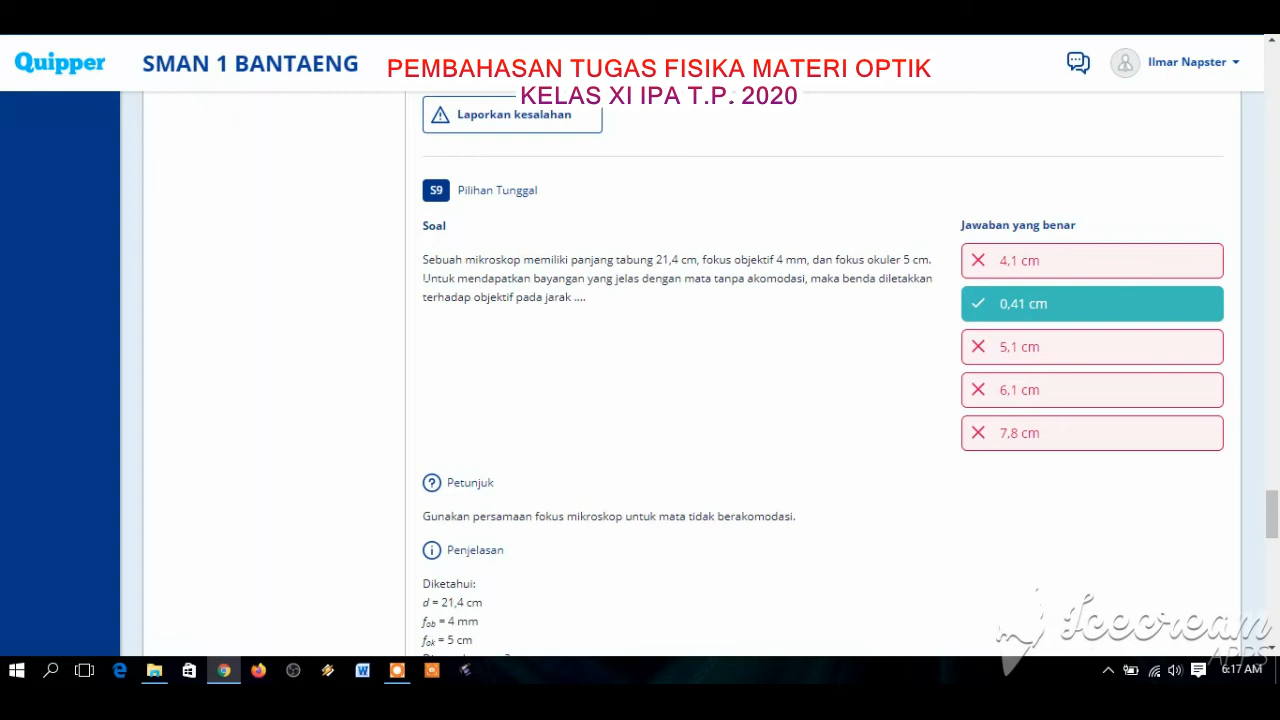 Quipper
SMAN 1 BANTAENG
PEMBAHASAN TUGAS FISIKA MATERI OPTIK
KELAS XI IPA T.P. 2020
Ilmar Napster
Laporkan kesalahan
S9 Pilihan Tunggal
Soal
Sebuah mikroskop memiliki panjang tabung 21,4 cm, fokus objektif 4 mm, dan fokus okuler 5 cm.
Untuk mendapatkan bayangan yang jelas dengan mata tanpa akomodasi, maka benda diletakkan
terhadap objektif pada jarak ....
Jawaban yang benar
4,1 cm
0,41 cm
5,1 cm
6,1 cm
7,8 cm
Petunjuk
Gunakan persamaan fokus mikroskop untuk mata tidak berakomodasi.
Penjelasan
Diketahui:
d = 21,4 cm
fob = 4 mm
fok = 5 cm
Icecream
APPS
6:17 AM